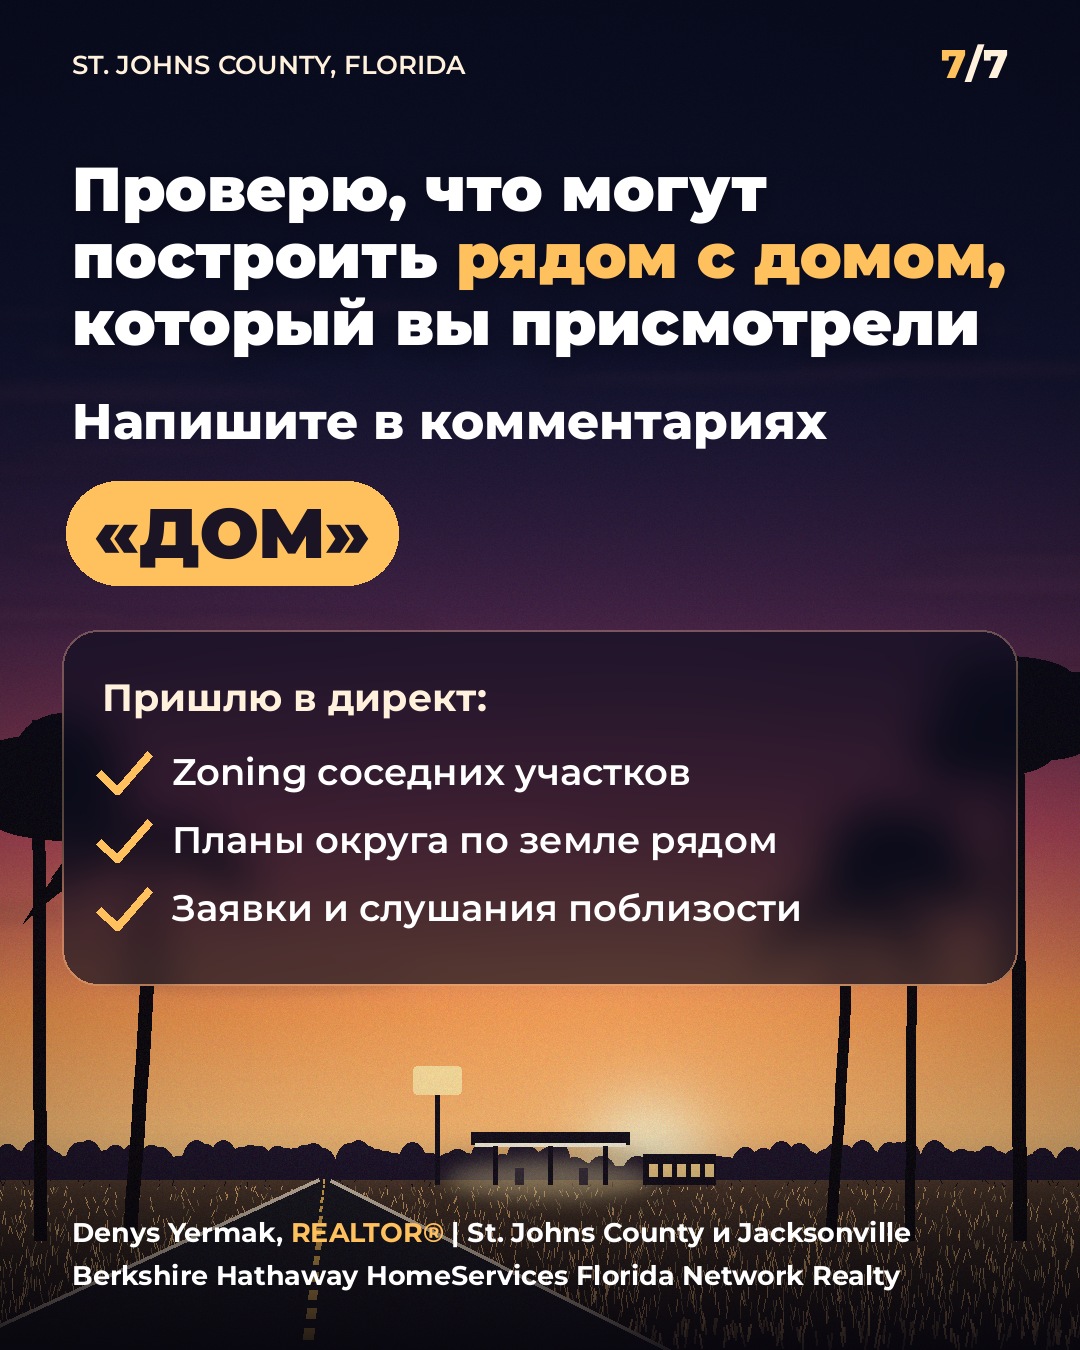 ST. JOHNS COUNTY, FLORIDA
7/7
Проверю, что могут
построить рядом с домом,
который вы присмотрели
Напишите в комментариях
«ДОМ»
Пришлю в директ:
Zoning соседних участков
Планы округа по земле рядом
Заявки и слушания поблизости
Denys Yermak, REALTOR® | St. Johns County и Jacksonville
Berkshire Hathaway HomeServices Florida Network Realty